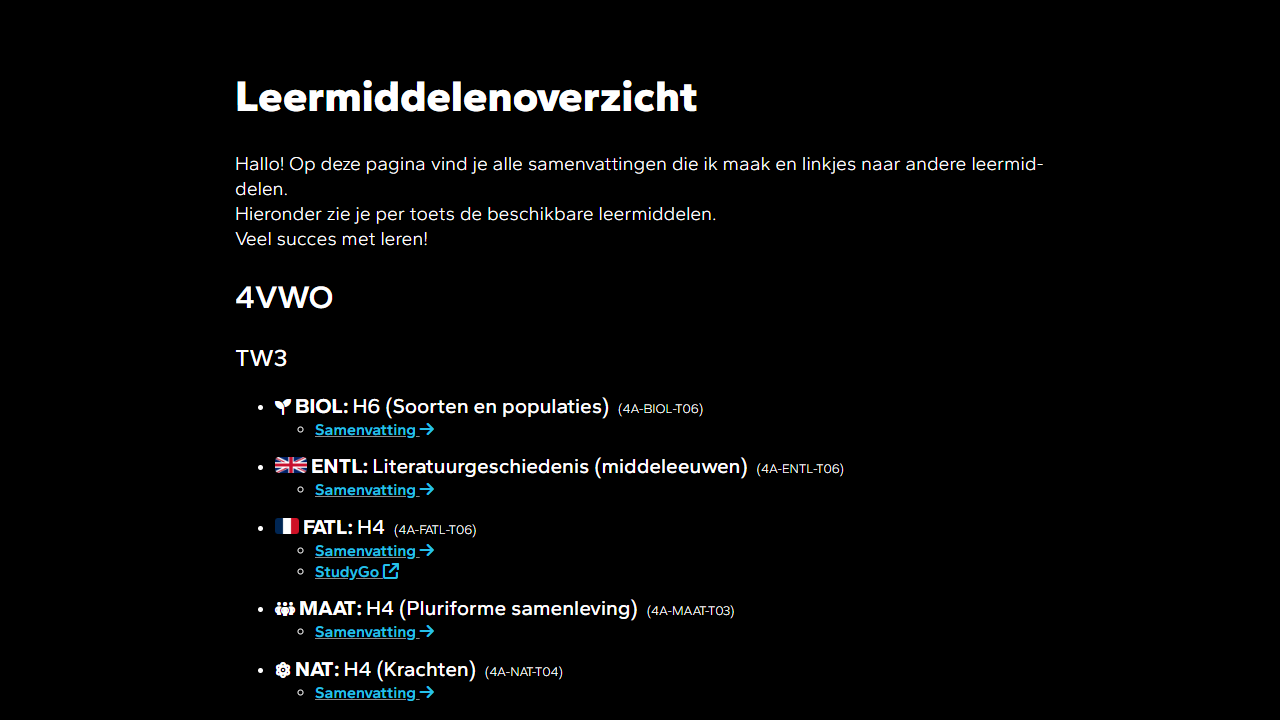 Leermiddelenoverzicht
Hallo! Op deze pagina vind je alle samenvattingen die ik maak en linkjes naar andere leermid-
delen.
Hieronder zie je per toets de beschikbare leermiddelen.
Veel succes met leren!
4VWO
TW3
BIOL: H6 (Soorten en populaties) (4A-BIOL-T06)
Samenvatting
ENTL: Literatuurgeschiedenis (middeleeuwen) (4A-ENTL-T06)
Samenvatting
FATL: H4 (4A-FATL-T06)
Samenvatting
StudyGo
MAAT: H4 (Pluriforme samenleving) (4A-MAAT-T03)
Samenvatting
NAT: H4 (Krachten) (4A-NAT-T04)
Samenvatting